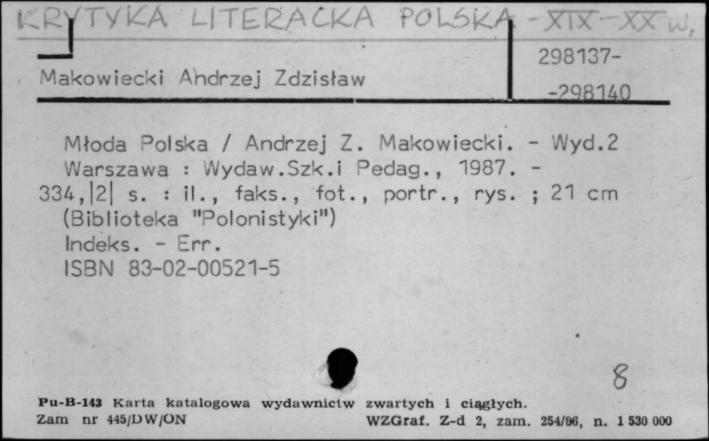 KRYTYKA LITERACKA POLSKA - XIX-XX w.
298137-
Makowiecki Andrzej Zdzisław
-298140
Młoda Polska / Andrzej Z. Makowiecki. - Wyd.2
Warszawa : Wydaw.Szk.i Pedag., 1987. -
334,|2| s. : il., faks., fot., portr., rys. ; 21 cm
(Biblioteka "Polonistyki")
Indeks. - Err.
ISBN 83-02-00521-5
8
Pu-B-143 Karta katalogowa wydawnictw zwartych i ciągłych.
Zam nr 445/DW/ON WZGraf. Z-d 2, zam. 254/96, n. 1 530 000